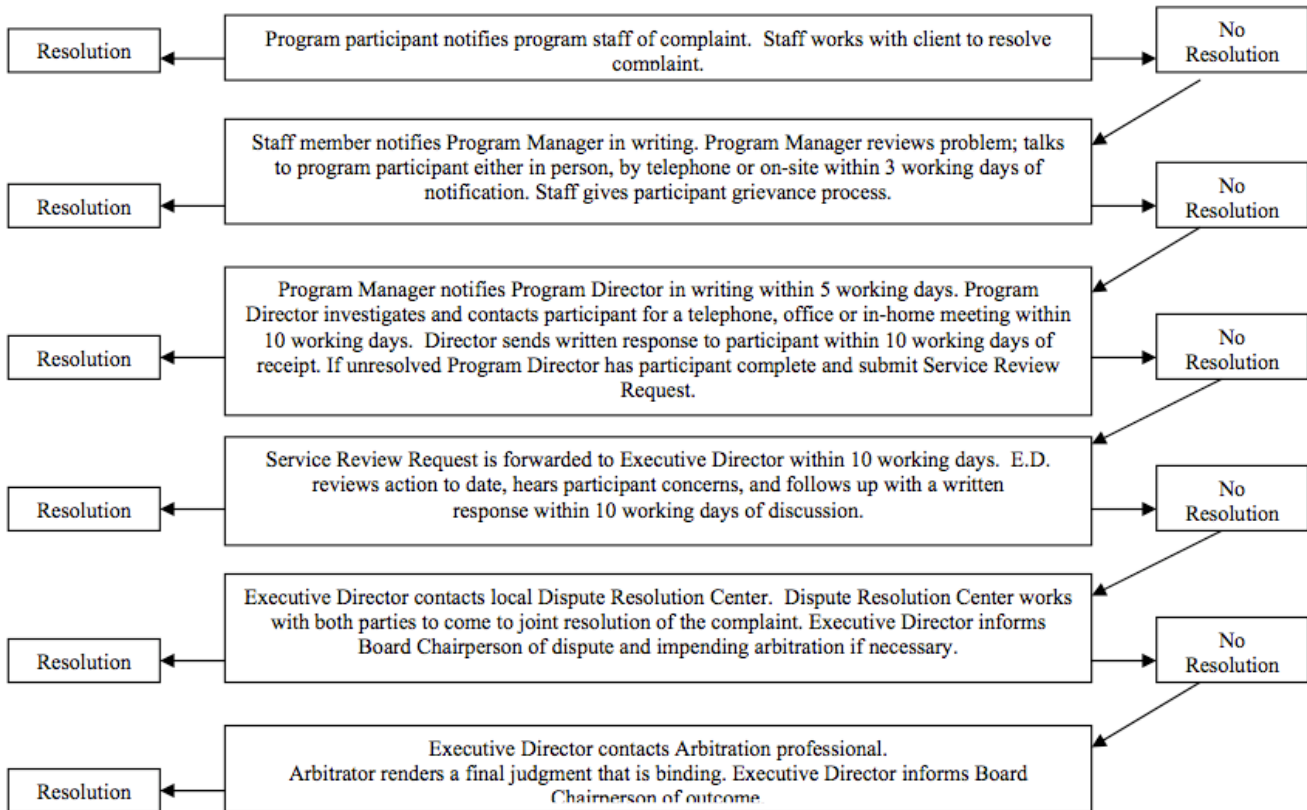 Resolution
Program participant notifies program staff of complaint. Staff works with client to resolve
complaint.
No
Resolution
Staff member notifies Program Manager in writing. Program Manager reviews problem; talks
to program participant either in person, by telephone or on-site within 3 working days of
notification. Staff gives participant grievance process.
Resolution
No
Resolution
Program Manager notifies Program Director in writing within 5 working days. Program
Director investigates and contacts participant for a telephone, office or in-home meeting within
10 working days. Director sends written response to participant within 10 working days of
receipt. If unresolved Program Director has participant complete and submit Service Review
Request.
Resolution
No
Resolution
Service Review Request is forwarded to Executive Director within 10 working days. E.D.
reviews action to date, hears participant concerns, and follows up with a written
response within 10 working days of discussion.
Resolution
No
Resolution
Executive Director contacts local Dispute Resolution Center. Dispute Resolution Center works
with both parties to come to joint resolution of the complaint. Executive Director informs
Board Chairperson of dispute and impending arbitration if necessary.
Resolution
No
Resolution
Executive Director contacts Arbitration professional.
Arbitrator renders a final judgment that is binding. Executive Director informs Board
Chairperson of outcome.
Resolution